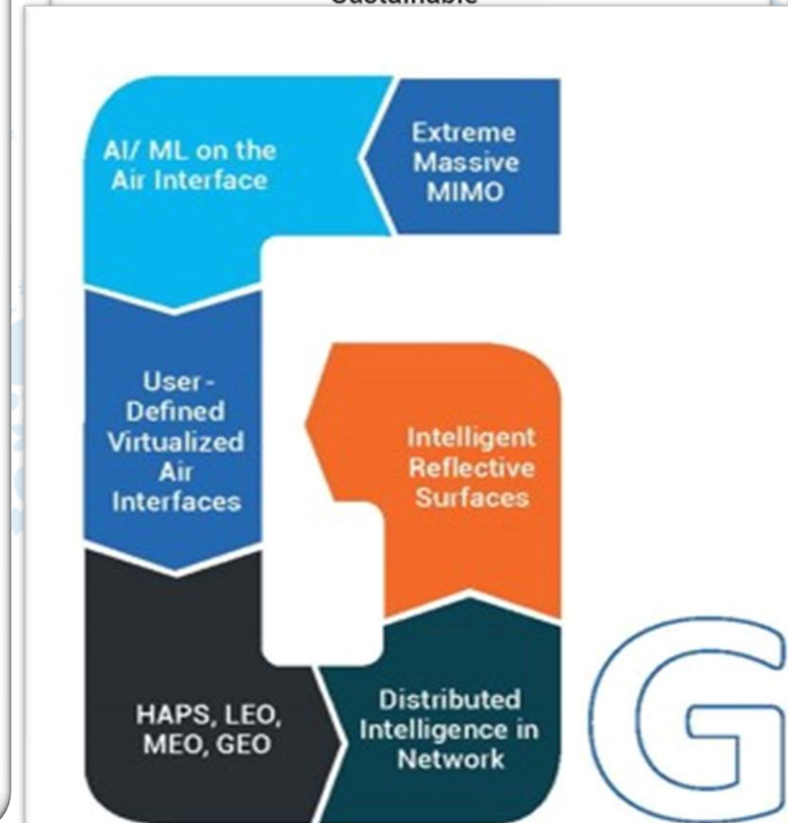 Sustainable
Extreme
Massive
MIMO
AI/ ML on the
Air Interface
User-
Defined
Virtualized
Air
Interfaces
HAPS, LEO,
MEO, GEO
Distributed
Intelligence in
Network
Intelligent
Reflective
Surfaces
G